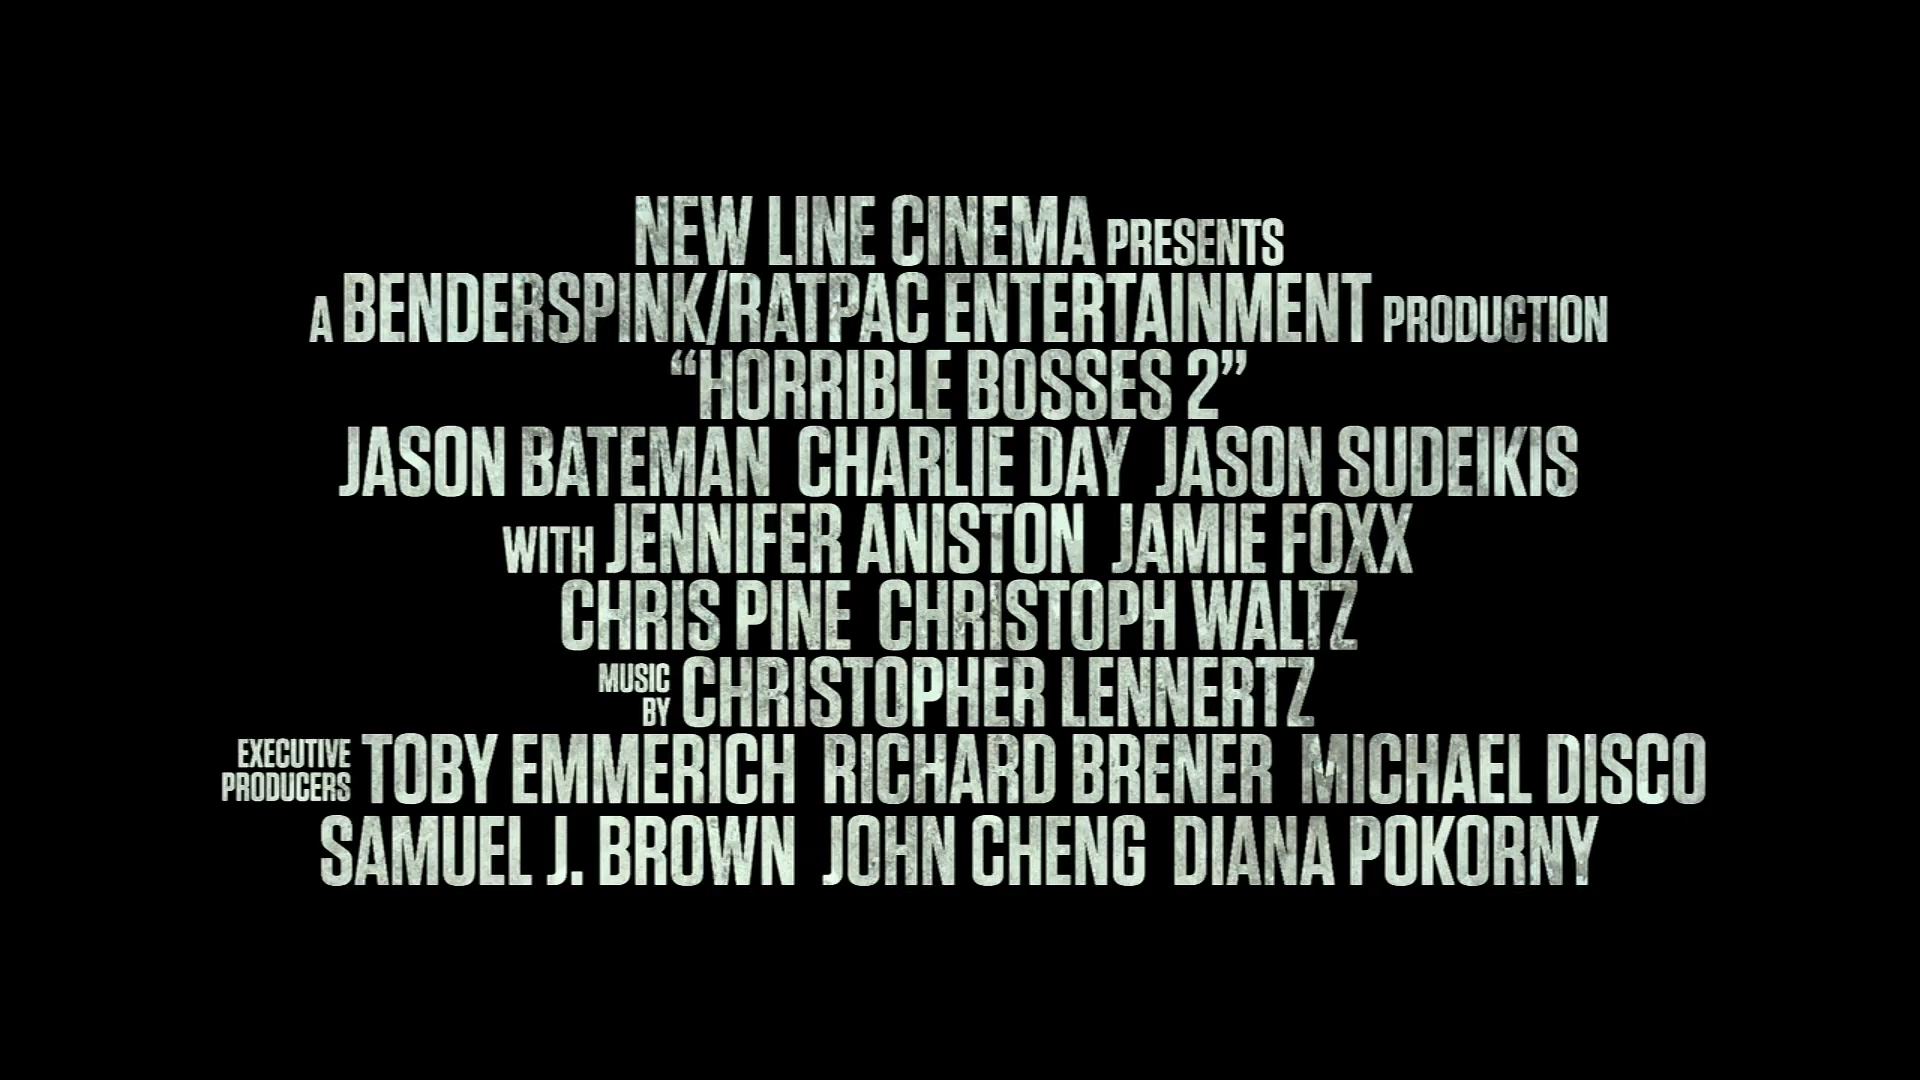 NEW LINE CINEMA PRESENTS
A BENDERSPINK/RATPAC ENTERTAINMENT PRODUCTION
“HORRIBLE BOSSES 2”
JASON BATEMAN CHARLIE DAY JASON SUDEIKIS
WITH JENNIFER ANISTON JAMIE FOXX
CHRIS PINE CHRISTOPH WALTZ
MUSIC BY CHRISTOPHER LENNERTZ
EXECUTIVE PRODUCERS TOBY EMMERICH RICHARD BRENER MICHAEL DISCO
SAMUEL J. BROWN JOHN CHENG DIANA POKORNY